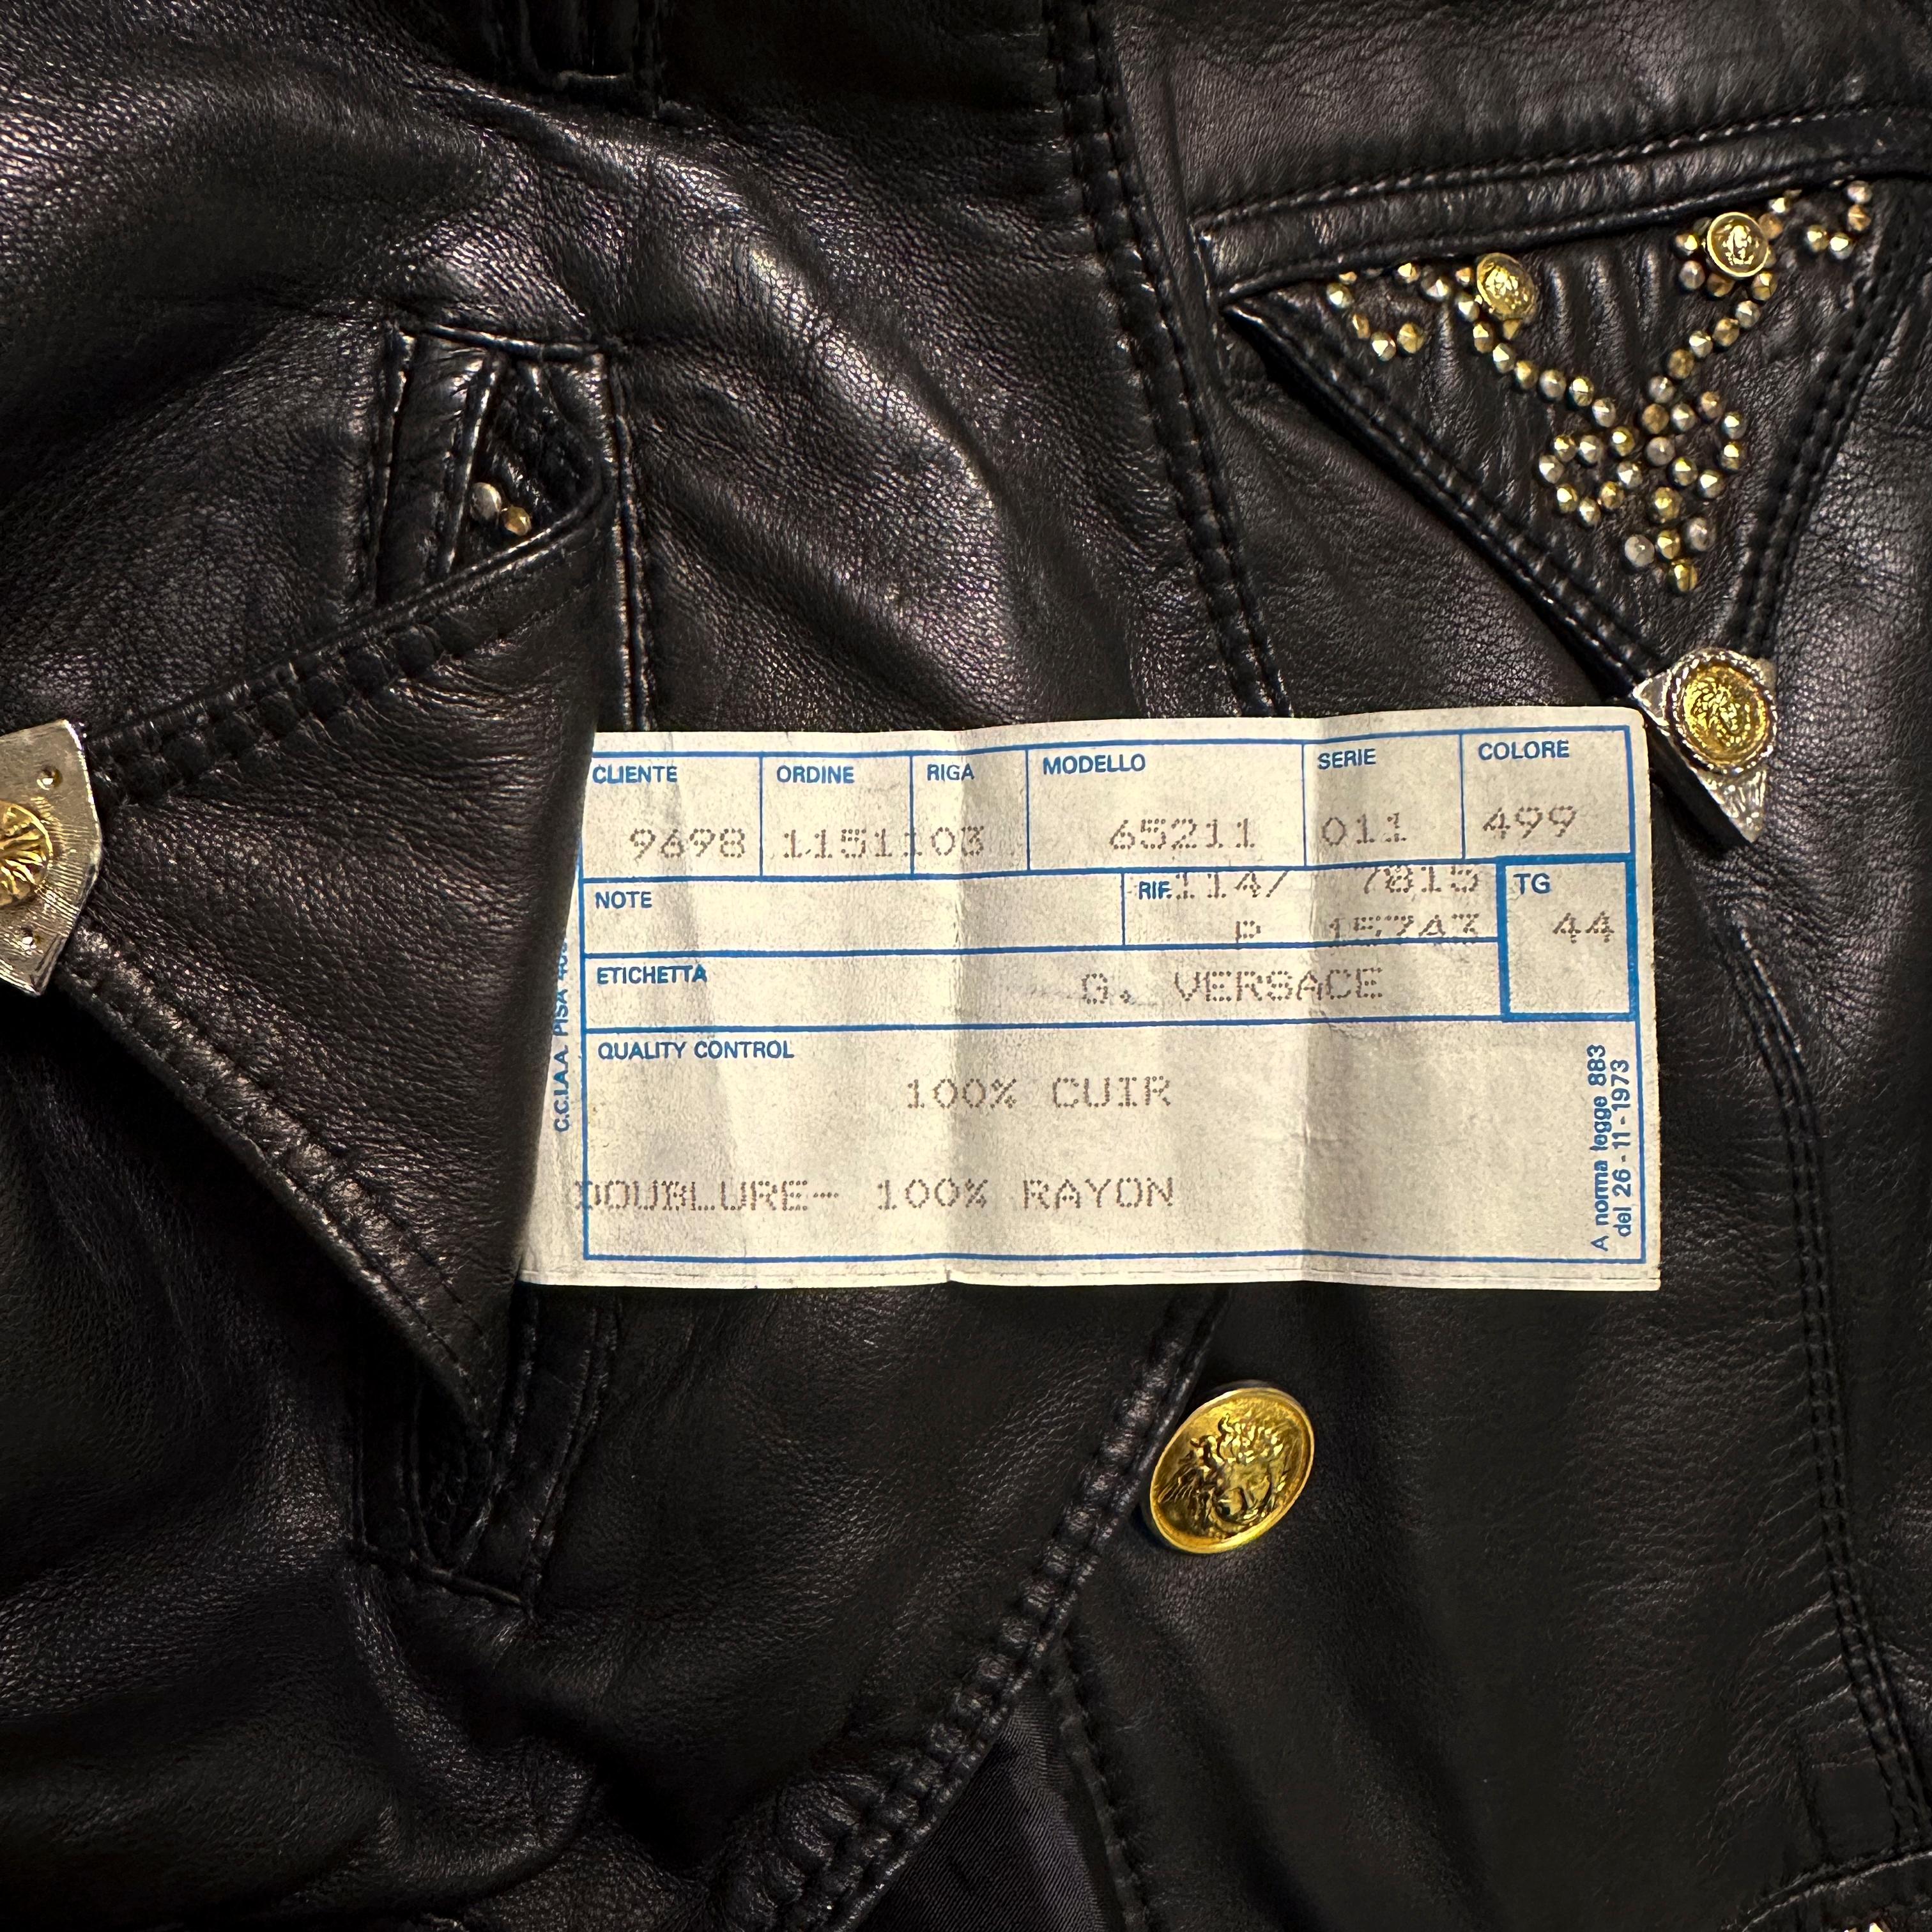 CLIENTE ORDINE RIGA MODELLO SERIE COLORE
9698 1151103 65211 011 499
NOTE RIF. 114/ 7815 TG
P 15743 44
ETICHETTA G. VERSACE
QUALITY CONTROL
100% CUIR
DOUBLURE- 100% RAYON
C.C.I.A.A. PISA
A norma legge 883
del 26-11-1973